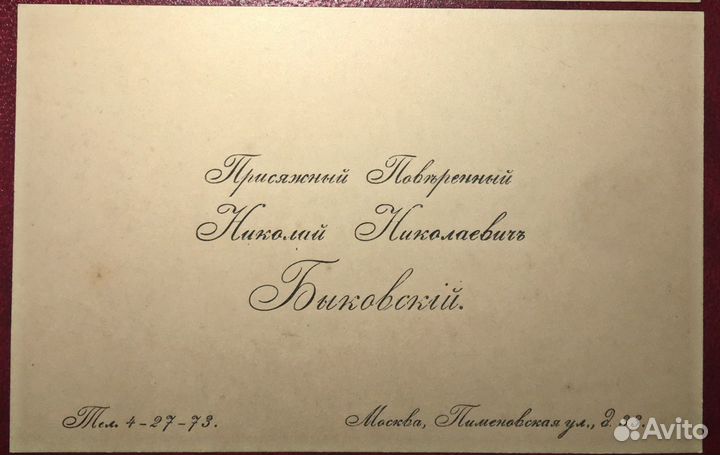 Присяжный Повѣренный
Николай Николаевичъ
Быковскій.
Тел. 4-27-73.
Москва, Пименовская ул., д.
Avito